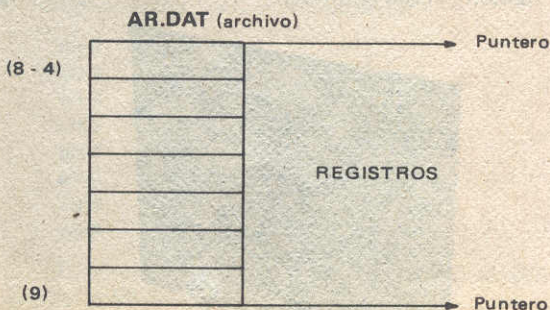 AR.DAT (archivo)
Puntero
(8 - 4)
REGISTROS
(9)
Puntero